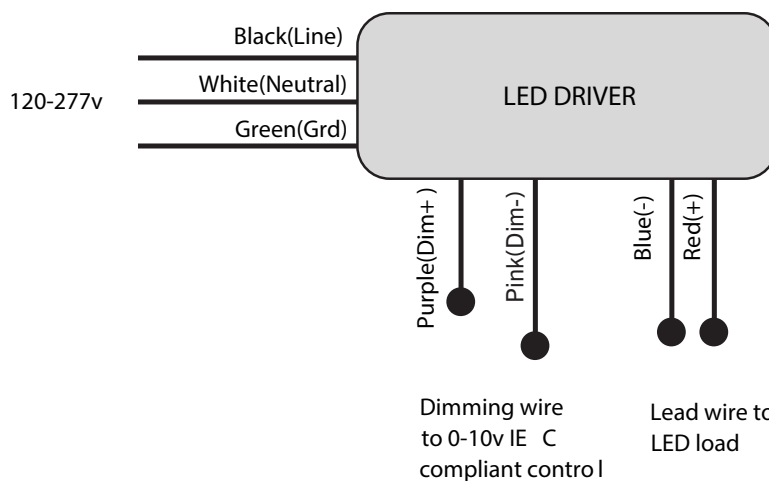 Black(Line)
White(Neutral)
120-277v
Green(Grd)
LED DRIVER
Purple(Dim+)
Pink(Dim-)
Blue(-)
Red(+)
Dimming wire
to 0-10v IE C
compliant control
Lead wire to
LED load